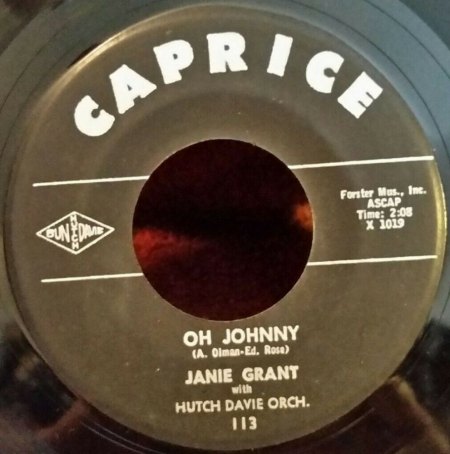 CAPRICE
Forster Mus., Inc.
ASCAP
Time: 2:08
X 1019
SUN DAVIE
HUTCH
OH JOHNNY
(A. Olman-Ed. Rose)
JANIE GRANT
with
HUTCH DAVIE ORCH.
113